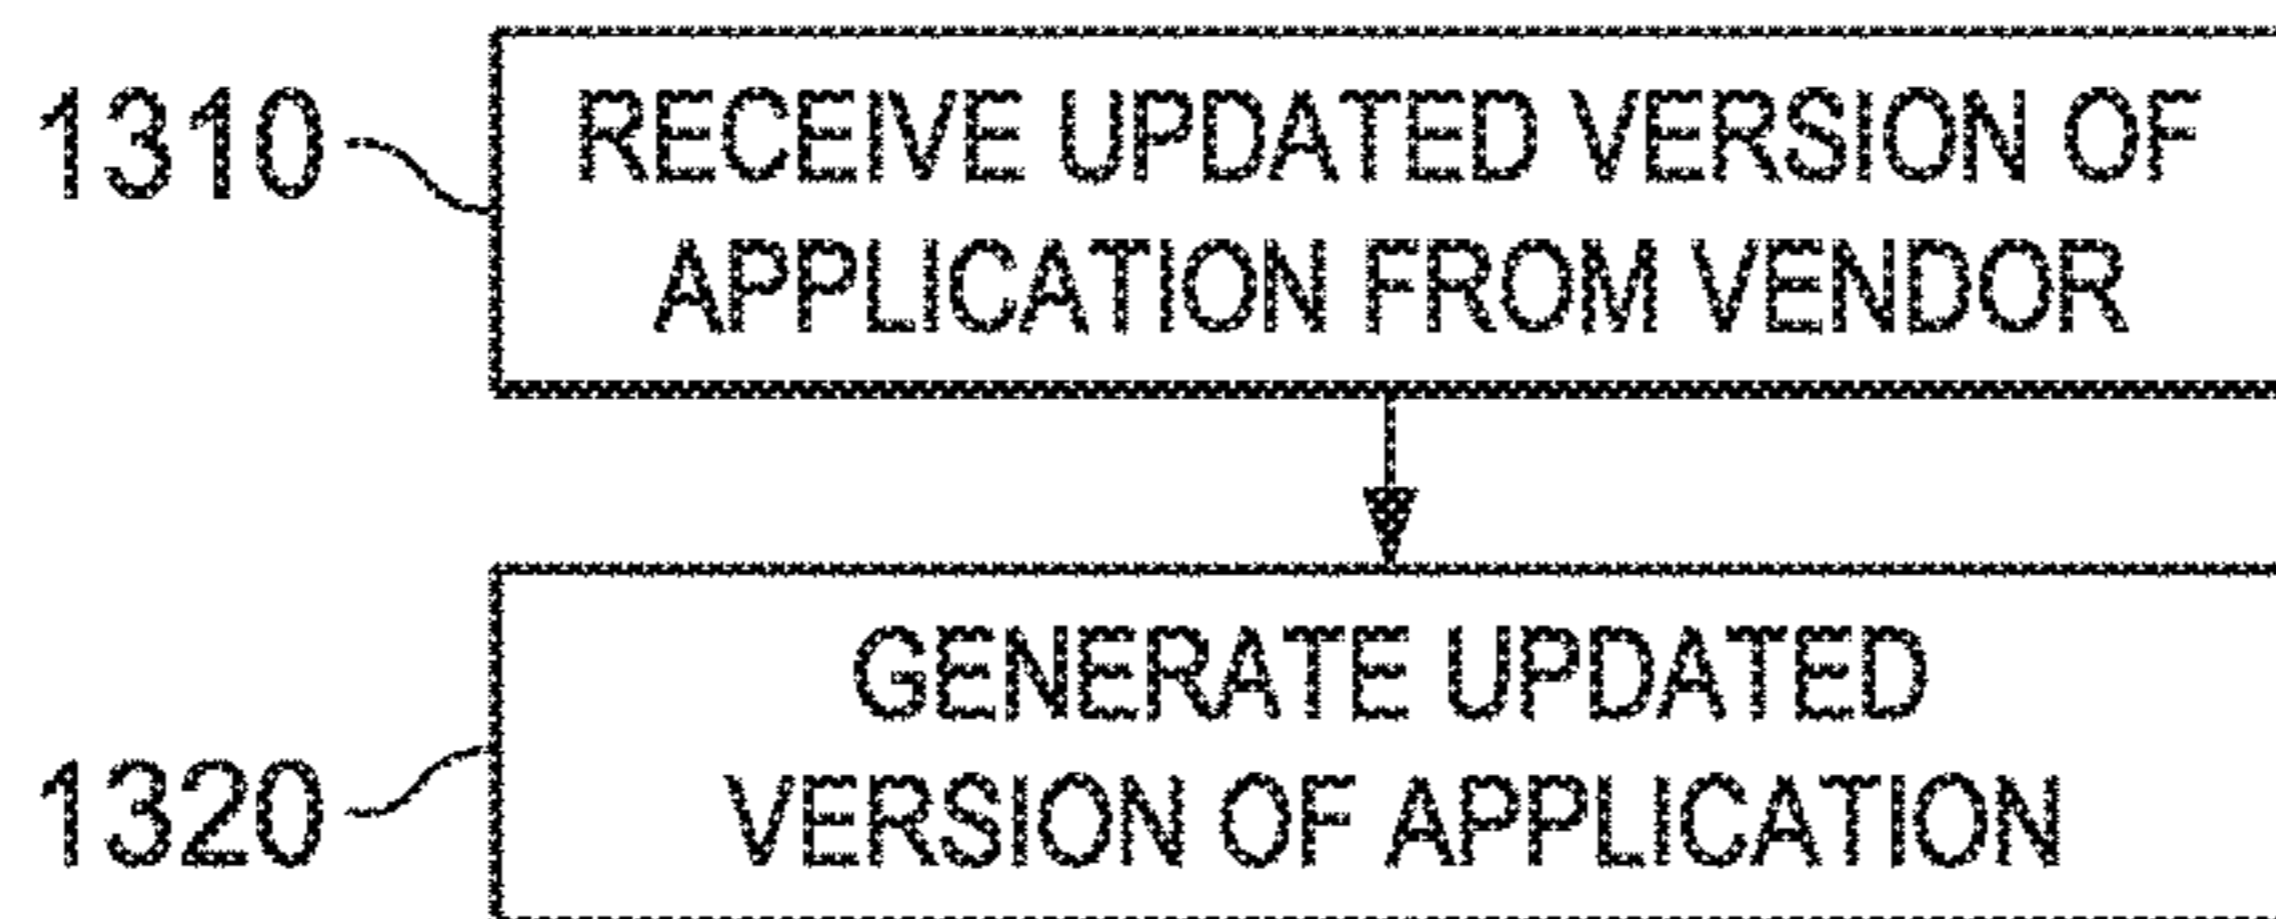 1310
RECEIVE UPDATED VERSION OF
APPLICATION FROM VENDOR
GENERATE UPDATED
1320
VERSION OF APPLICATION